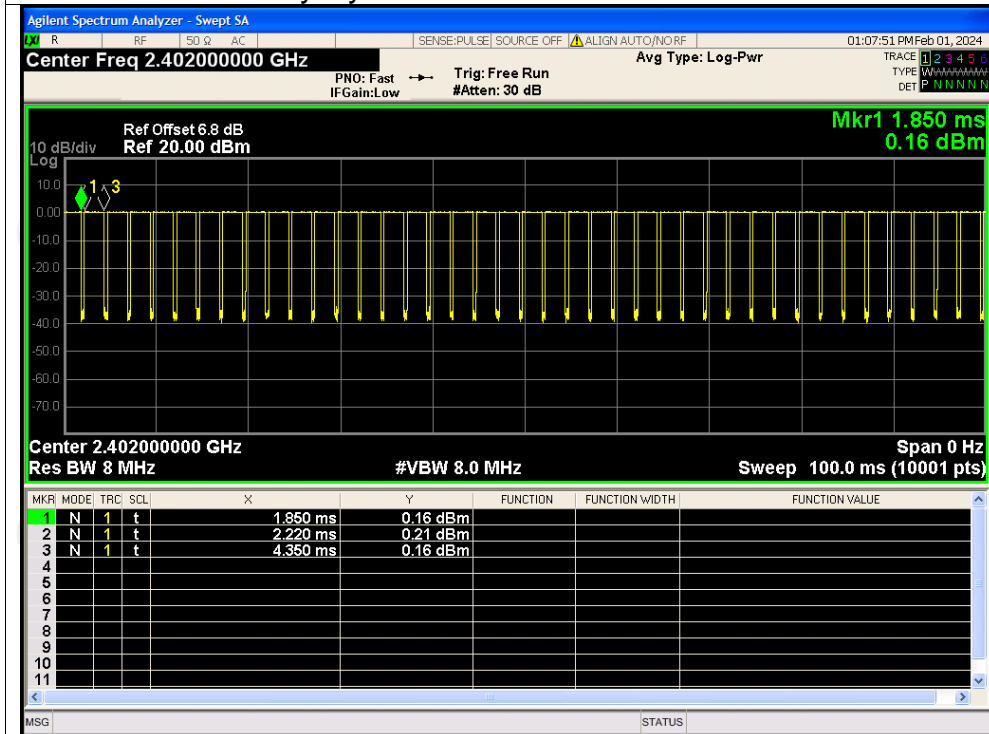 Agilent Spectrum Analyzer - Swept SA
LXI R RF 50 Ω AC SENSE:PULSE SOURCE OFF ALIGN AUTO/NO RF 01:07:51 PM Feb 01, 2024
Center Freq 2.402000000 GHz
Avg Type: Log-Pwr
TRACE 1 2 3 4 5 6
PNO: Fast Trig: Free Run
TYPE WWWWWW
IFGain:Low #Atten: 30 dB
DET P N N N N N
Mkr1 1.850 ms
Ref Offset 6.8 dB
0.16 dBm
10 dB/div Ref 20.00 dBm
Log
10.0
1 3
0.00
-10.0
-20.0
-30.0
-40.0
-50.0
-60.0
-70.0
Center 2.402000000 GHz Span 0 Hz
Res BW 8 MHz #VBW 8.0 MHz Sweep 100.0 ms (10001 pts)
MKR MODE TRC SCL X Y FUNCTION FUNCTION WIDTH FUNCTION VALUE
1 N 1 t 1.850 ms 0.16 dBm
2 N 1 t 2.220 ms 0.21 dBm
3 N 1 t 4.350 ms 0.16 dBm
4
5
6
7
8
9
10
11
MSG STATUS